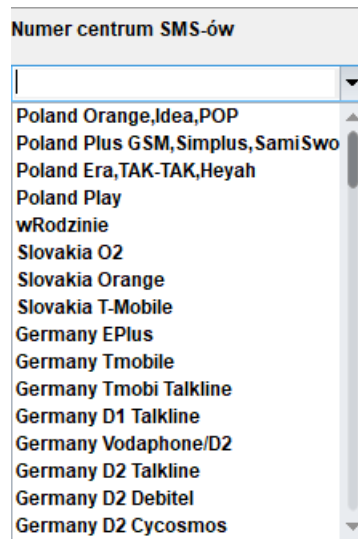 Numer centrum SMS-ów
Poland Orange,Idea,POP
Poland Plus GSM,Simplus,SamiSwo
Poland Era,TAK-TAK,Heyah
Poland Play
wRodzinie
Slovakia O2
Slovakia Orange
Slovakia T-Mobile
Germany EPlus
Germany Tmobile
Germany Tmobi Talkline
Germany D1 Talkline
Germany Vodaphone/D2
Germany D2 Talkline
Germany D2 Debitel
Germany D2 Cycosmos